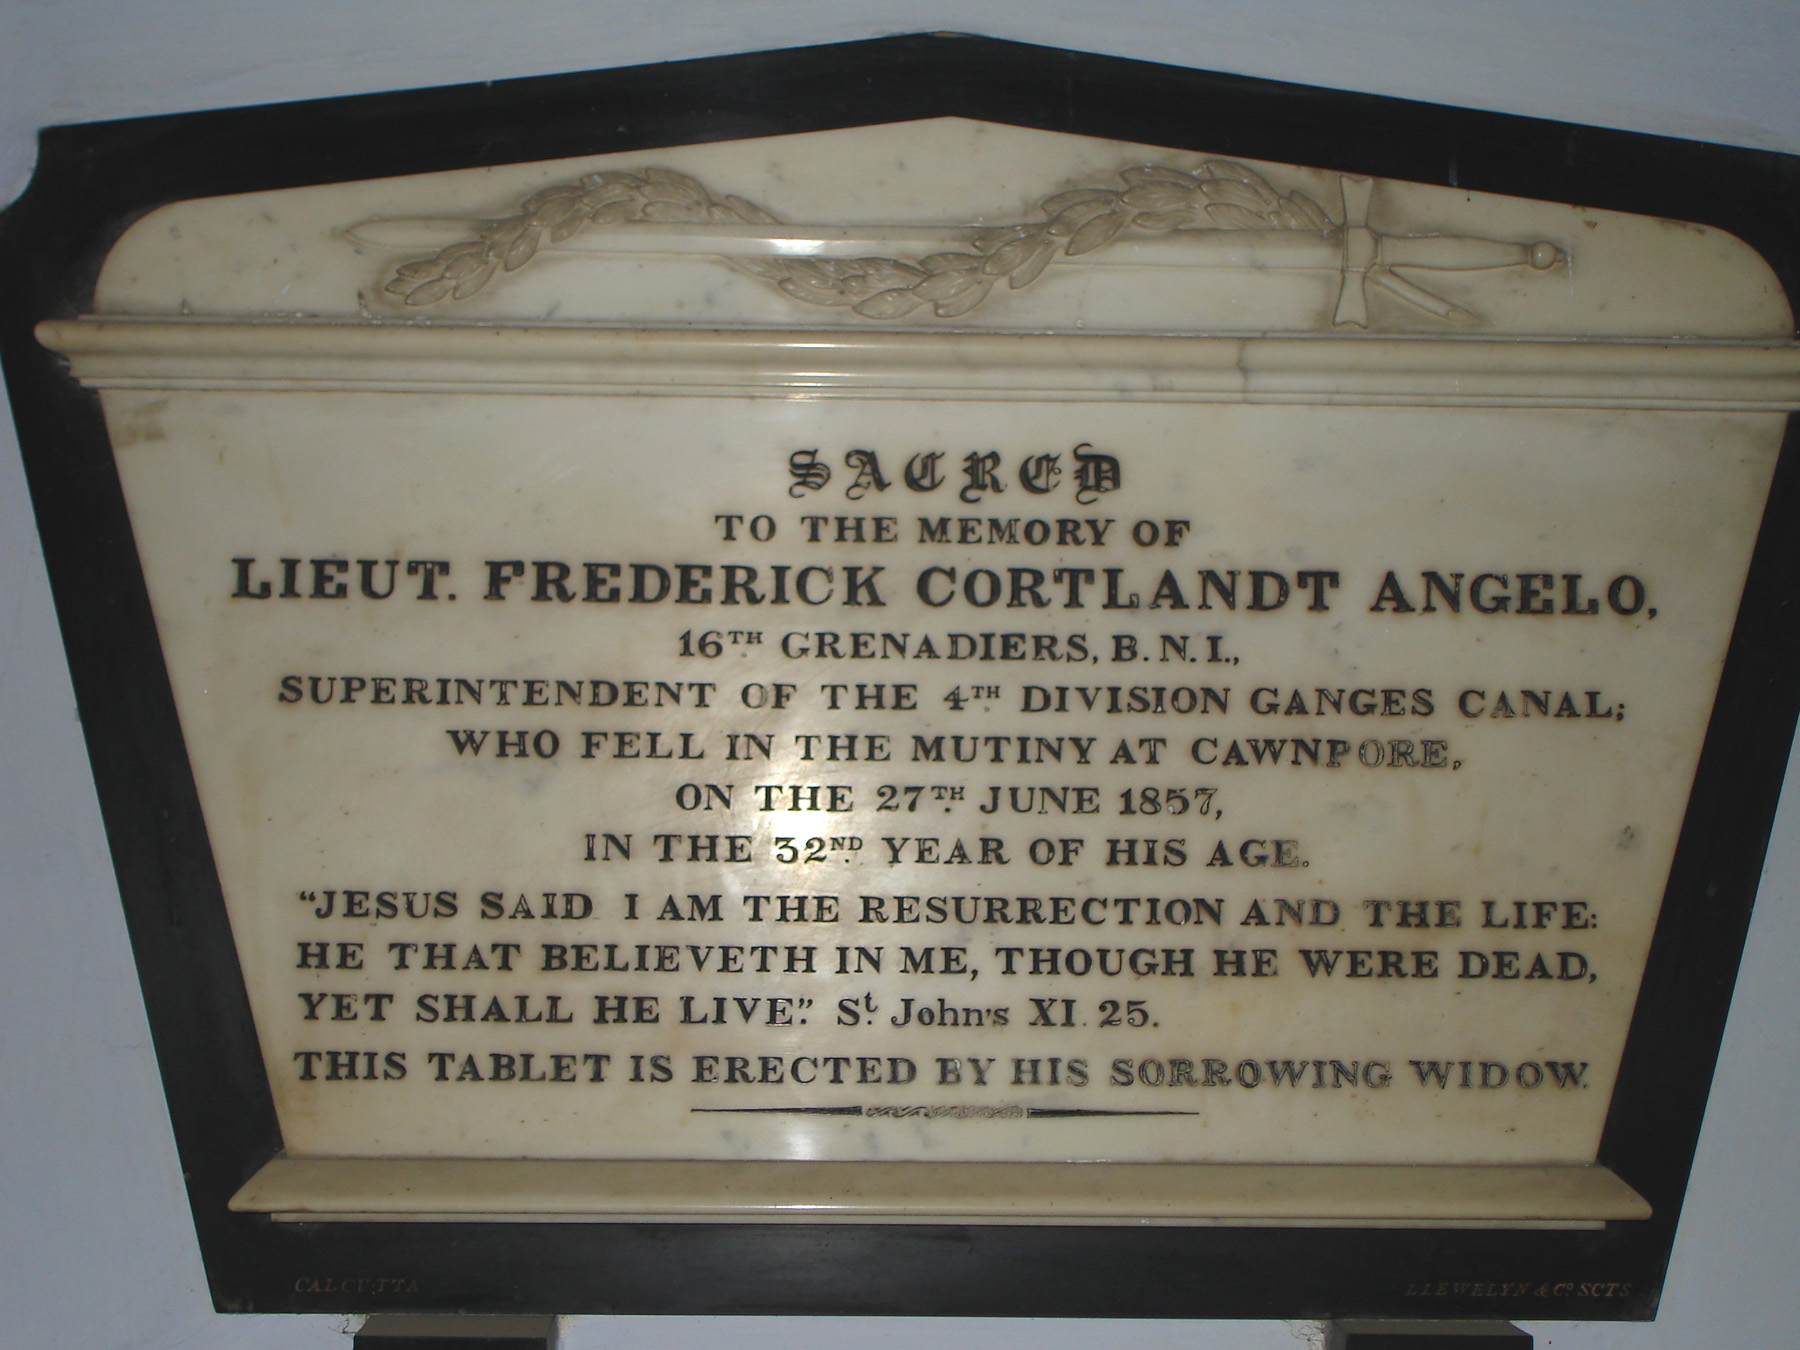 SACRED
TO THE MEMORY OF
LIEUT. FREDERICK CORTLANDT ANGELO,
16TH GRENADIERS, B.N.I.,
SUPERINTENDENT OF THE 4TH DIVISION GANGES CANAL;
WHO FELL IN THE MUTINY AT CAWNPORE,
ON THE 27TH JUNE 1857,
IN THE 32ND YEAR OF HIS AGE.
"JESUS SAID I AM THE RESURRECTION AND THE LIFE:
HE THAT BELIEVETH IN ME, THOUGH HE WERE DEAD,
YET SHALL HE LIVE." St. John's XI. 25.
THIS TABLET IS ERECTED BY HIS SORROWING WIDOW.
CALCUTTA
LLEWELYN & Co. SCTS